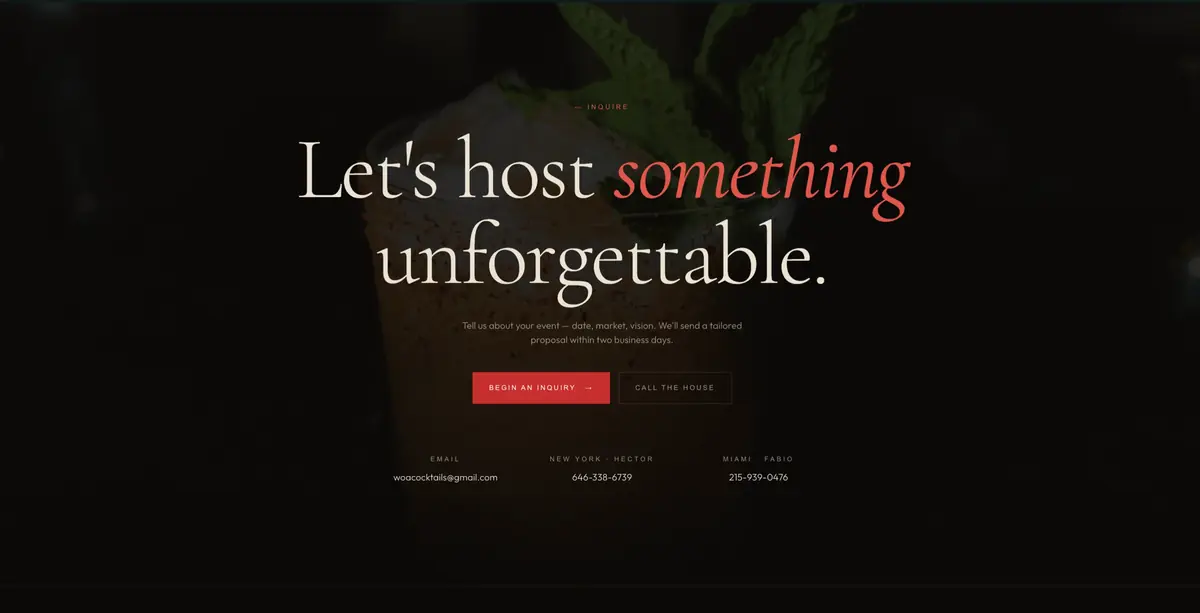 — INQUIRE
Let's host something
unforgettable.
Tell us about your event — date, market, vision. We'll send a tailored
proposal within two business days.
BEGIN AN INQUIRY →
CALL THE HOUSE
EMAIL
woacocktails@gmail.com
NEW YORK · HECTOR
646-338-6739
MIAMI FABIO
215-939-0476